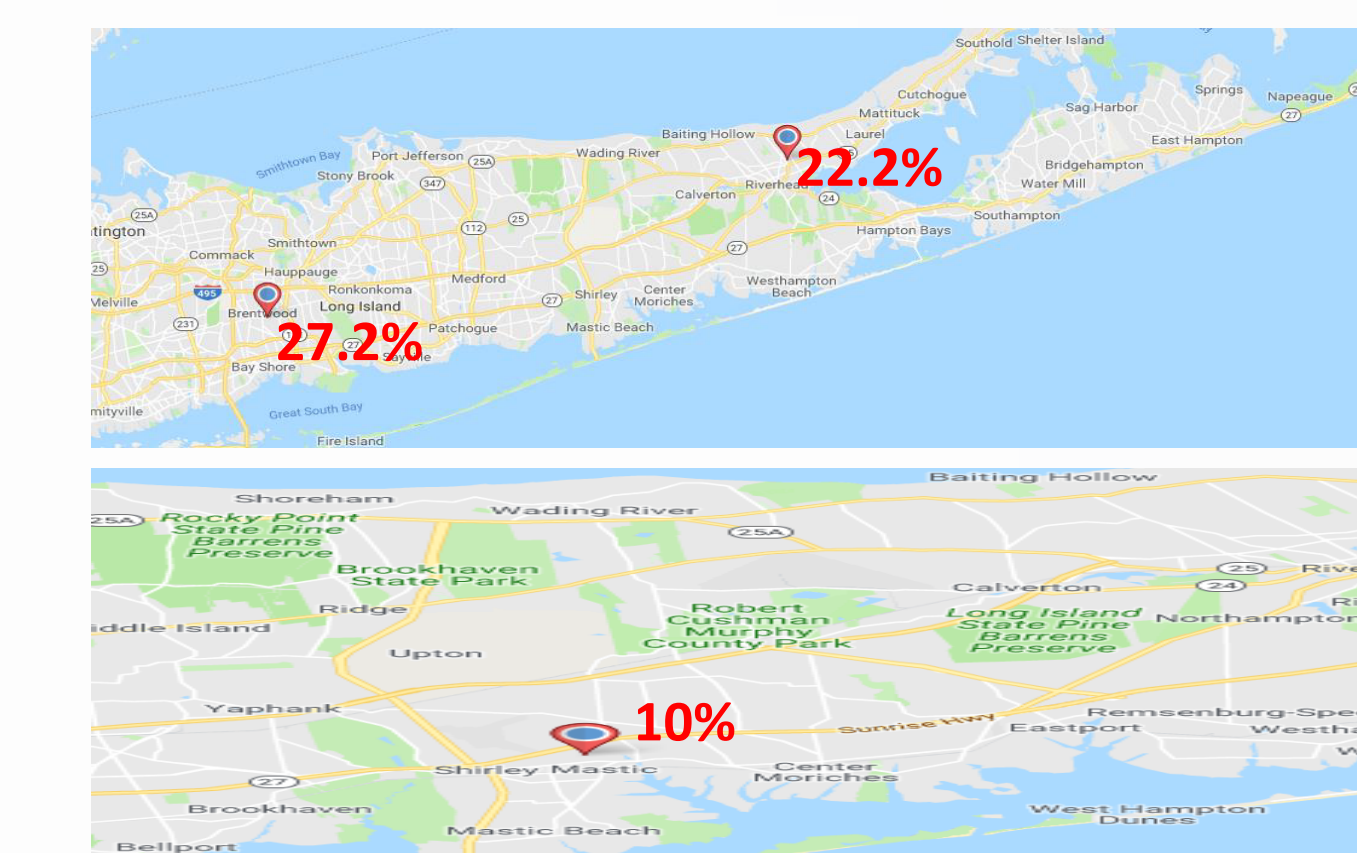 Southold Shelter Island
Cutchogue
Springs
Napeague
Mattituck
Sag Harbor
27
Baiting Hollow
Laurel
East Hampton
Smithtown Bay
Port Jefferson
25A
Wading River
22.2%
Bridgehampton
Stony Brook
347
Calverton
Riverhead
24
Water Mill
25A
112
25
Southampton
tington
Hampton Bays
Smithtown
27
Commack
25
Hauppauge
Medford
Westhampton
Beach
495
Ronkonkoma
27
Shirley
Center
Moriches
Melville
Long Island
Brentwood
231
Patchogue
Mastic Beach
27.2%
27
Bay Shore
mityville
Great South Bay
Fire Island
Baiting Hollow
Shoreham
Wading River
25A
Rocky Point
State Pine
Barrens
Preserve
25A
Brookhaven
State Park
25
Rive
Calverton
24
Ridge
Robert
Cushman
Murphy
County Park
Long Island
State Pine
Barrens
Preserve
Ri
Northampton
iddle Island
Upton
Yaphank
10%
Sunrise Hwy
Remsenburg-Spe
Eastport
Westha
W
Shirley Mastic
Center
Moriches
27
Brookhaven
West Hampton
Dunes
Mastic Beach
Bellport